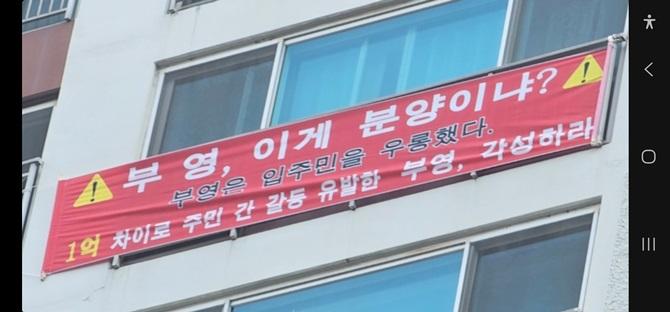 부 영, 이게 분양이냐?
부영은 입주민을 우롱했다.
1억 차이로 주민 간 갈등 유발한 부영, 각성하라